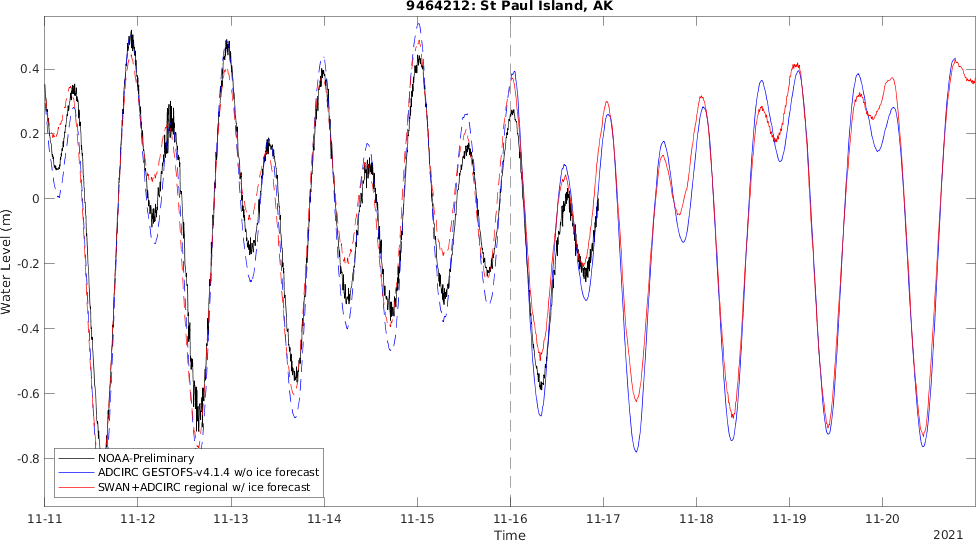 9464212: St Paul Island, AK
Water Level (m)
0.4
0.2
0
-0.2
-0.4
-0.6
-0.8
NOAA-Preliminary
ADCIRC GESTOFS-v4.1.4 w/o ice forecast
SWAN+ADCIRC regional w/ ice forecast
11-11 11-12 11-13 11-14 11-15 11-16 11-17 11-18 11-19 11-20
2021
Time